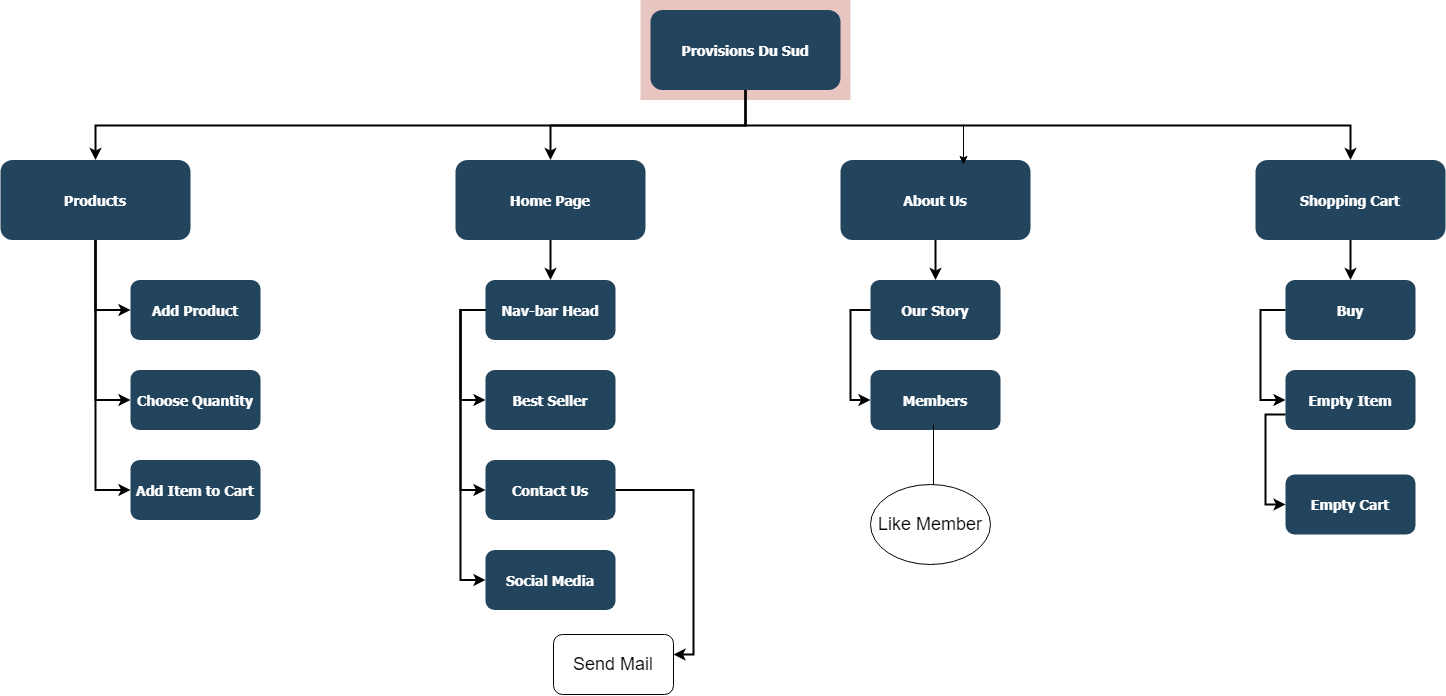 Provisions Du Sud
Products
Home Page
About Us
Shopping Cart
Add Product
Nav-bar Head
Our Story
Buy
Choose Quantity
Best Seller
Members
Empty Item
Add Item to Cart
Contact Us
Empty Cart
Like Member
Social Media
Send Mail